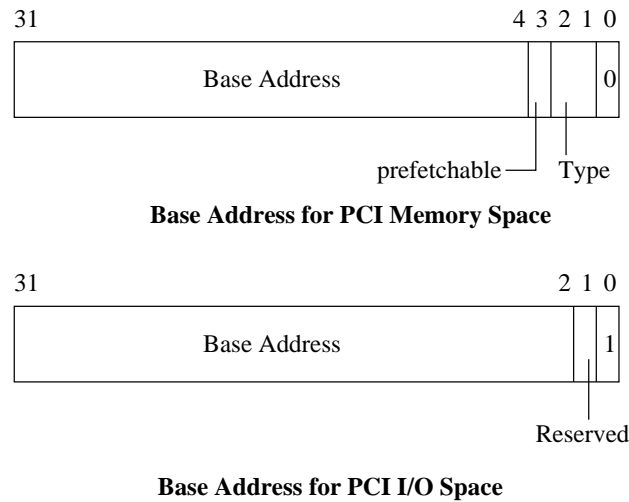 31 4 3 2 1 0
Base Address 0
prefetchable Type
Base Address for PCI Memory Space
31 2 1 0
Base Address 1
Reserved
Base Address for PCI I/O Space